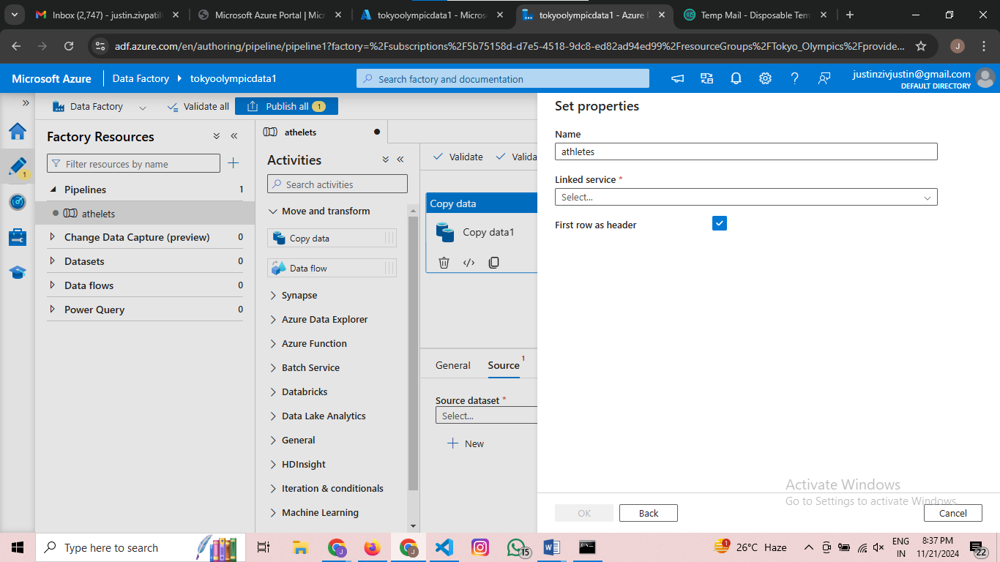 Inbox (2,747) - justin.zivpatil
Microsoft Azure Portal | Micr
tokyoolympicdata1 - Micros
tokyoolympicdata1 - Azure D
Temp Mail - Disposable Tem
adf.azure.com/en/authoring/pipeline/pipeline1?factory=%2Fsubscriptions%2F5b75158d-d7e5-4518-9dc8-ed82ad94ed99%2FresourceGroups%2FTokyo_Olympics%2Fprovide...
J
Microsoft Azure
Data Factory
tokyoolympicdata1
Search factory and documentation
justinzivjustin@gmail.com
DEFAULT DIRECTORY
Data Factory
Validate all
Publish all 1
Factory Resources
Filter resources by name
1
Pipelines 1
athelets
Change Data Capture (preview) 0
Datasets 0
Data flows 0
Power Query 0
athelets
Activities
Search activities
Move and transform
Copy data
Data flow
Synapse
Azure Data Explorer
Azure Function
Batch Service
Databricks
Data Lake Analytics
General
HDInsight
Iteration & conditionals
Machine Learning
Validate
Valida
Copy data
Copy data1
General
Source 1
Source dataset *
Select...
New
Set properties
Name
athletes
Linked service *
Select...
First row as header
OK
Back
Cancel
Activate Windows
Go to Settings to activate Windows.
Type here to search
J
J
15
1
26°C Haze
ENG
IN
8:37 PM
11/21/2024
22